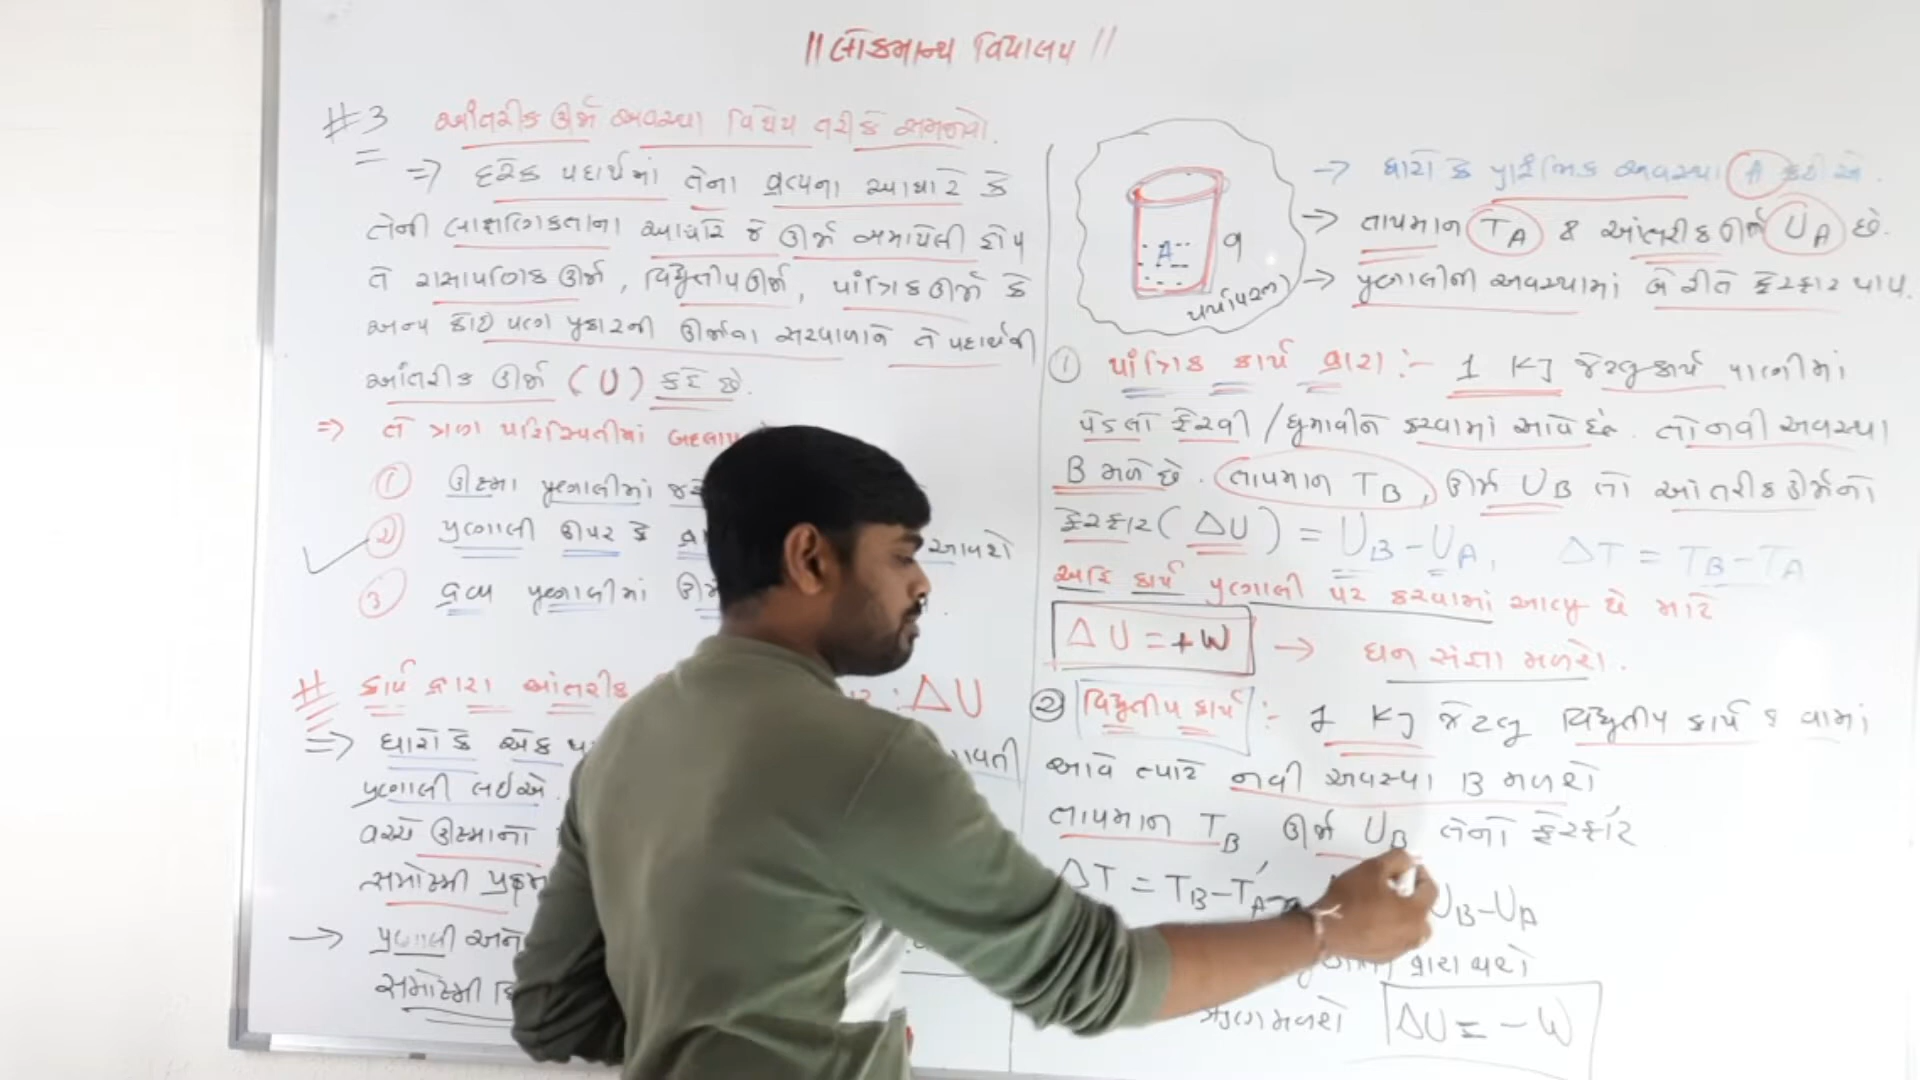 || લોકમાન્ય વિદ્યાલય ||
#3 આંતરીક ઊર્જા અવસ્થા વિધેય તરીકે સમજાવો.
⇒ દરેક પદાર્થમાં તેના દ્રવ્યના આધારે કે
તેની લાક્ષણિકતાના આધારે જે ઊર્જા સમાયેલી હોય
તે રાસાયણિક ઊર્જા, વિદ્યુતીય ઊર્જા, યાંત્રિક ઊર્જા કે
અન્ય કોઇ પણ પ્રકારની ઊર્જાના સરવાળાને તે પદાર્થની
આંતરીક ઊર્જા (U) કહે છે.
⇒ તે ત્રણ પરિસ્થિતીમાં
① ઊષ્મા પ્રણાલીમાં
② પ્રણાલી ઉપર કે આવશે
③ દ્રવ્ય પ્રણાલીમાં
# કાર્ય દ્વારા આંતરીક : ΔU
⇒ ધારો કે એક
પ્રણાલી લઇએ.
વચ્ચે ઊષ્માનો
સમોષ્મી પ્રક્રમ
→ પ્રણાલી અને
સમોષ્મી
A
q
પર્યાવરણ
→ ધારો કે પ્રારંભિક અવસ્થા A કહીએ.
→ તાપમાન TA & આંતરીક ઊર્જા UA છે.
→ પ્રણાલીની અવસ્થામાં બે રીતે ફેરફાર થાય.
① યાંત્રિક કાર્ય દ્વારા :- 1 KJ જેટલુ કાર્ય પાણીમાં
પેડલો ફેરવી / ઘુમાવીને કરવામાં આવે છે. તો નવી અવસ્થા
B મળે છે. તાપમાન TB, ઊર્જા UB તો આંતરીક ઊર્જાનો
ફેરફાર (ΔU) = UB - UA, ΔT = TB - TA
અહિ કાર્ય પ્રણાલી પર કરવામાં આવ્યુ છે માટે
ΔU = +W → ધન સંજ્ઞા મળશે.
② વિદ્યુતીય કાર્ય :- 1 KJ જેટલુ વિદ્યુતીય કાર્ય વામાં
આવે ત્યારે નવી અવસ્થા B મળશે
તાપમાન TB ઊર્જા UB તેનો ફેરફાર
ΔT = TB - TA UB - UA
દ્વારા થશે
ઋણ મળશે ΔU = - W